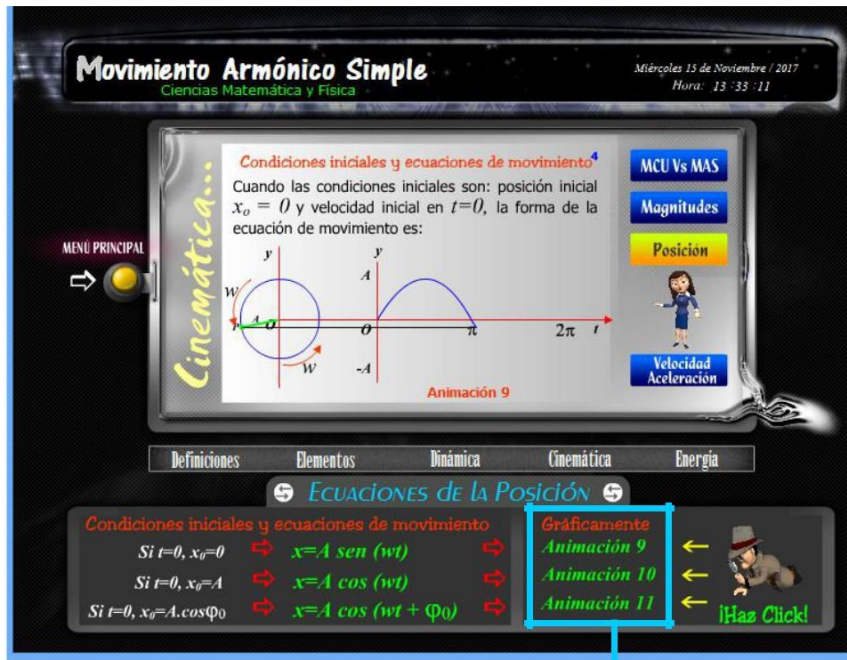 Movimiento Armónico Simple
Ciencias Matemática y Física
Miércoles 15 de Noviembre / 2017
Hora: 13 :33 :11
MENÚ PRINCIPAL
Cinemática...
Condiciones iniciales y ecuaciones de movimiento4
Cuando las condiciones iniciales son: posición inicial
xo = 0 y velocidad inicial en t=0, la forma de la
ecuación de movimiento es:
y
y
A
W
P
A
O
O
π
2π
t
W
-A
Animación 9
MCU Vs MAS
Magnitudes
Posición
Velocidad
Aceleración
Definiciones
Elementos
Dinámica
Cinemática
Energía
Ecuaciones de la Posición
Condiciones iniciales y ecuaciones de movimiento
Gráficamente
Si t=0, x0=0 ⇨ x=A sen (wt) ⇨ Animación 9 ←
Si t=0, x0=A ⇨ x=A cos (wt) ⇨ Animación 10 ←
Si t=0, x0=A.cosφ0 ⇨ x=A cos (wt + φ0) ⇨ Animación 11 ←
¡Haz Click!